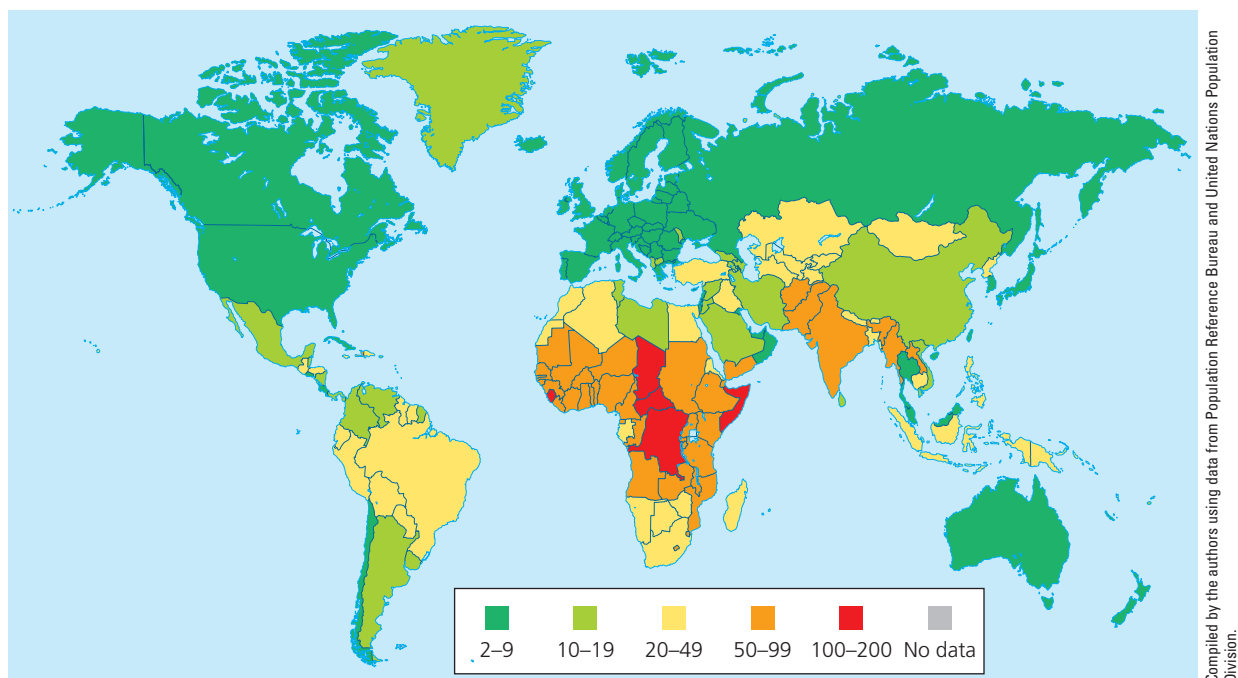 2–9
10–19
20–49
50–99
100–200
No data
Compiled by the authors using data from Population Reference Bureau and United Nations Population
Division.